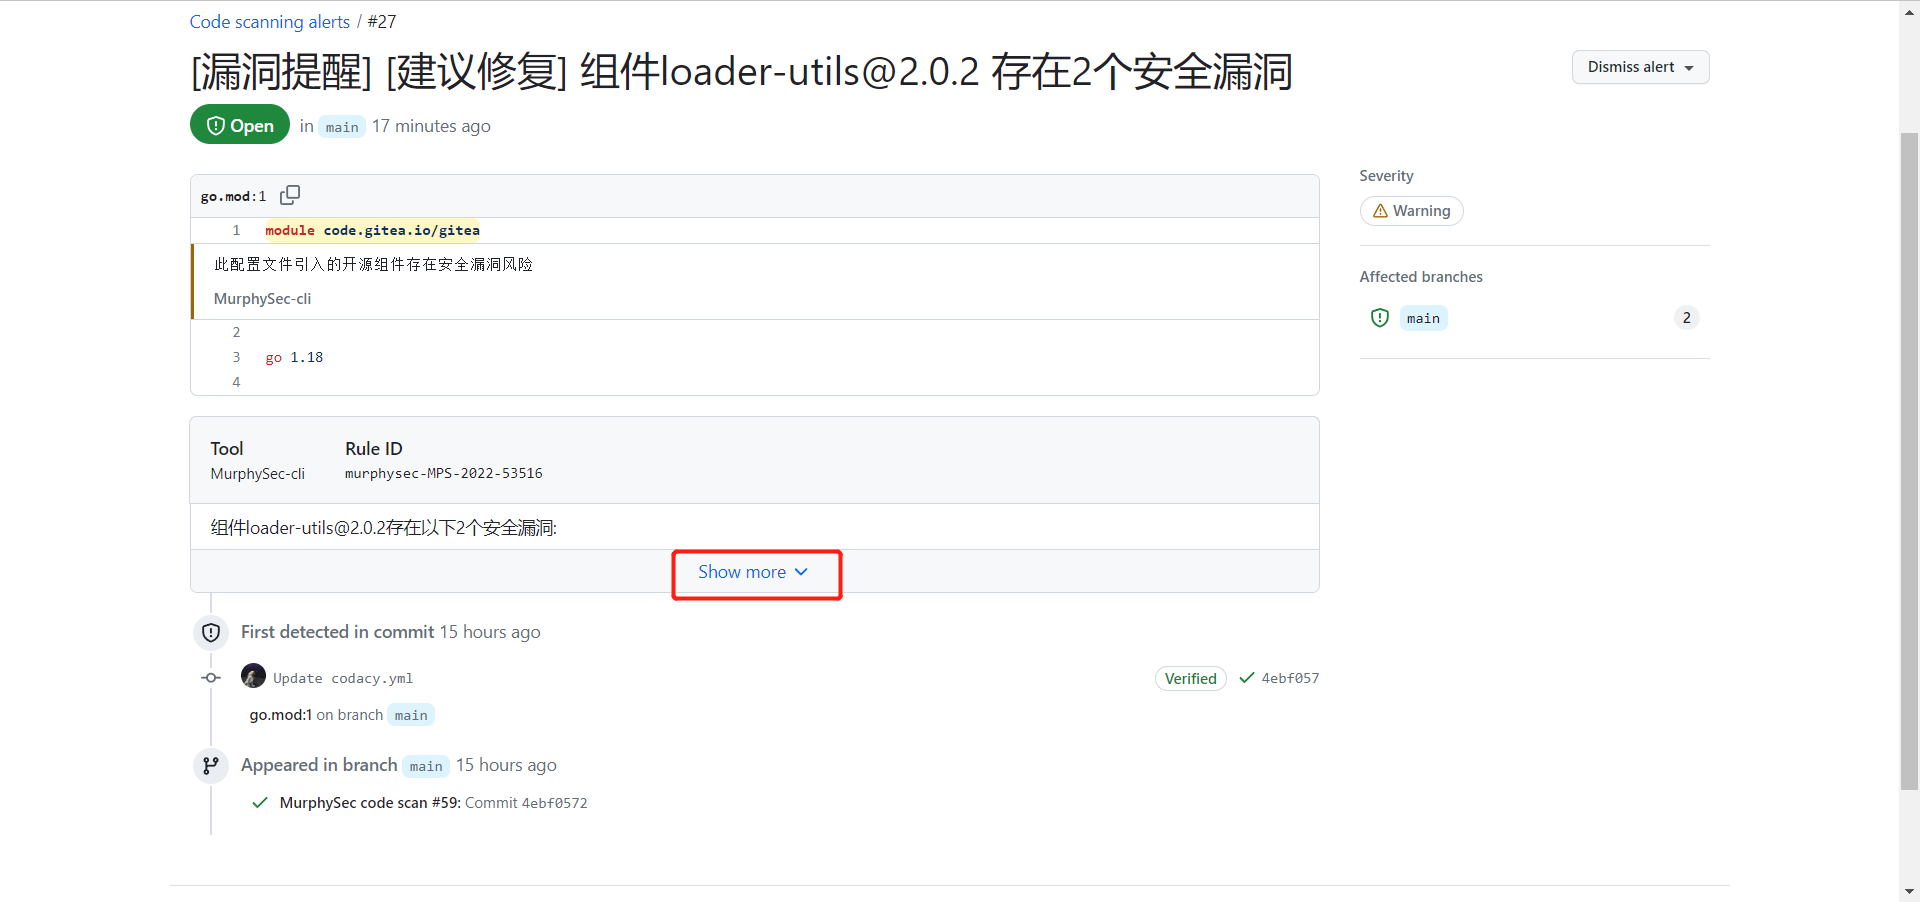 Code scanning alerts / #27
[漏洞提醒] [建议修复] 组件loader-utils@2.0.2 存在2个安全漏洞
Dismiss alert
Open in main 17 minutes ago
go.mod:1
1 module code.gitea.io/gitea
此配置文件引入的开源组件存在安全漏洞风险
MurphySec-cli
2
3 go 1.18
4
Severity
Warning
Affected branches
main 2
Tool Rule ID
MurphySec-cli murphysec-MPS-2022-53516
组件loader-utils@2.0.2存在以下2个安全漏洞:
Show more
First detected in commit 15 hours ago
Update codacy.yml Verified 4ebf057
go.mod:1 on branch main
Appeared in branch main 15 hours ago
MurphySec code scan #59: Commit 4ebf0572